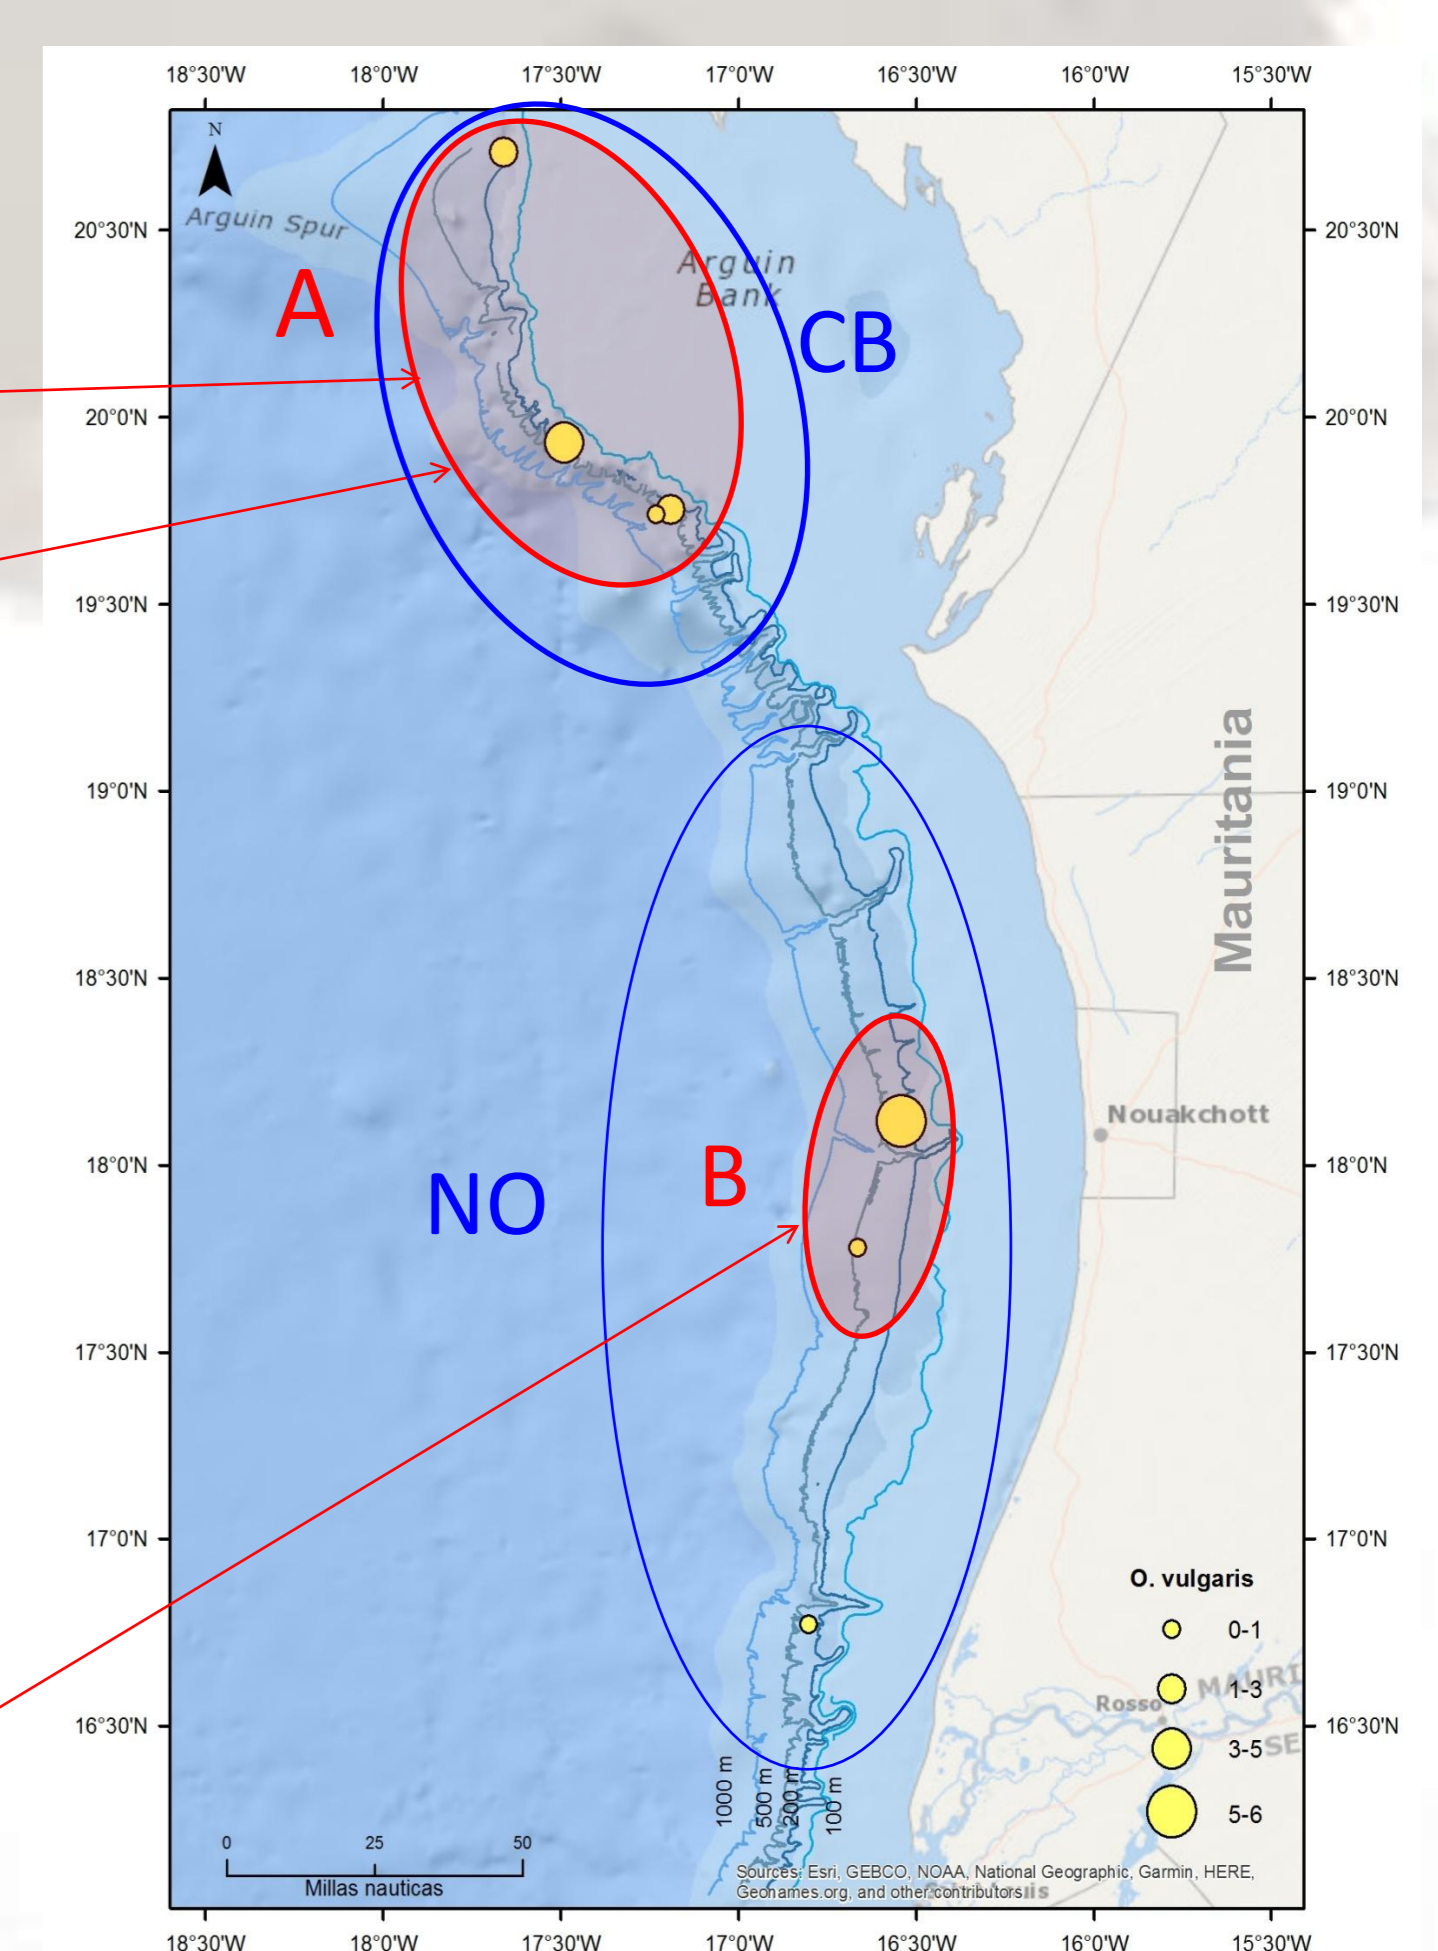 18°30'W 18°0'W 17°30'W 17°0'W 16°30'W 16°0'W 15°30'W
N
Arguin Spur
20°30'N 20°30'N
Arguin
Bank
A
CB
20°0'N 20°0'N
19°30'N 19°30'N
19°0'N 19°0'N
Mauritania
18°30'N 18°30'N
Nouakchott
18°0'N 18°0'N
B
NO
17°30'N 17°30'N
17°0'N 17°0'N
O. vulgaris
0-1
1-3
3-5
5-6
MAURI
Rosso
SE
16°30'N 16°30'N
1000 m
500 m
200 m
100 m
0 25 50
Millas nauticas
Sources: Esri, GEBCO, NOAA, National Geographic, Garmin, HERE,
Geonames.org, and other contributors
18°30'W 18°0'W 17°30'W 17°0'W 16°30'W 16°0'W 15°30'W